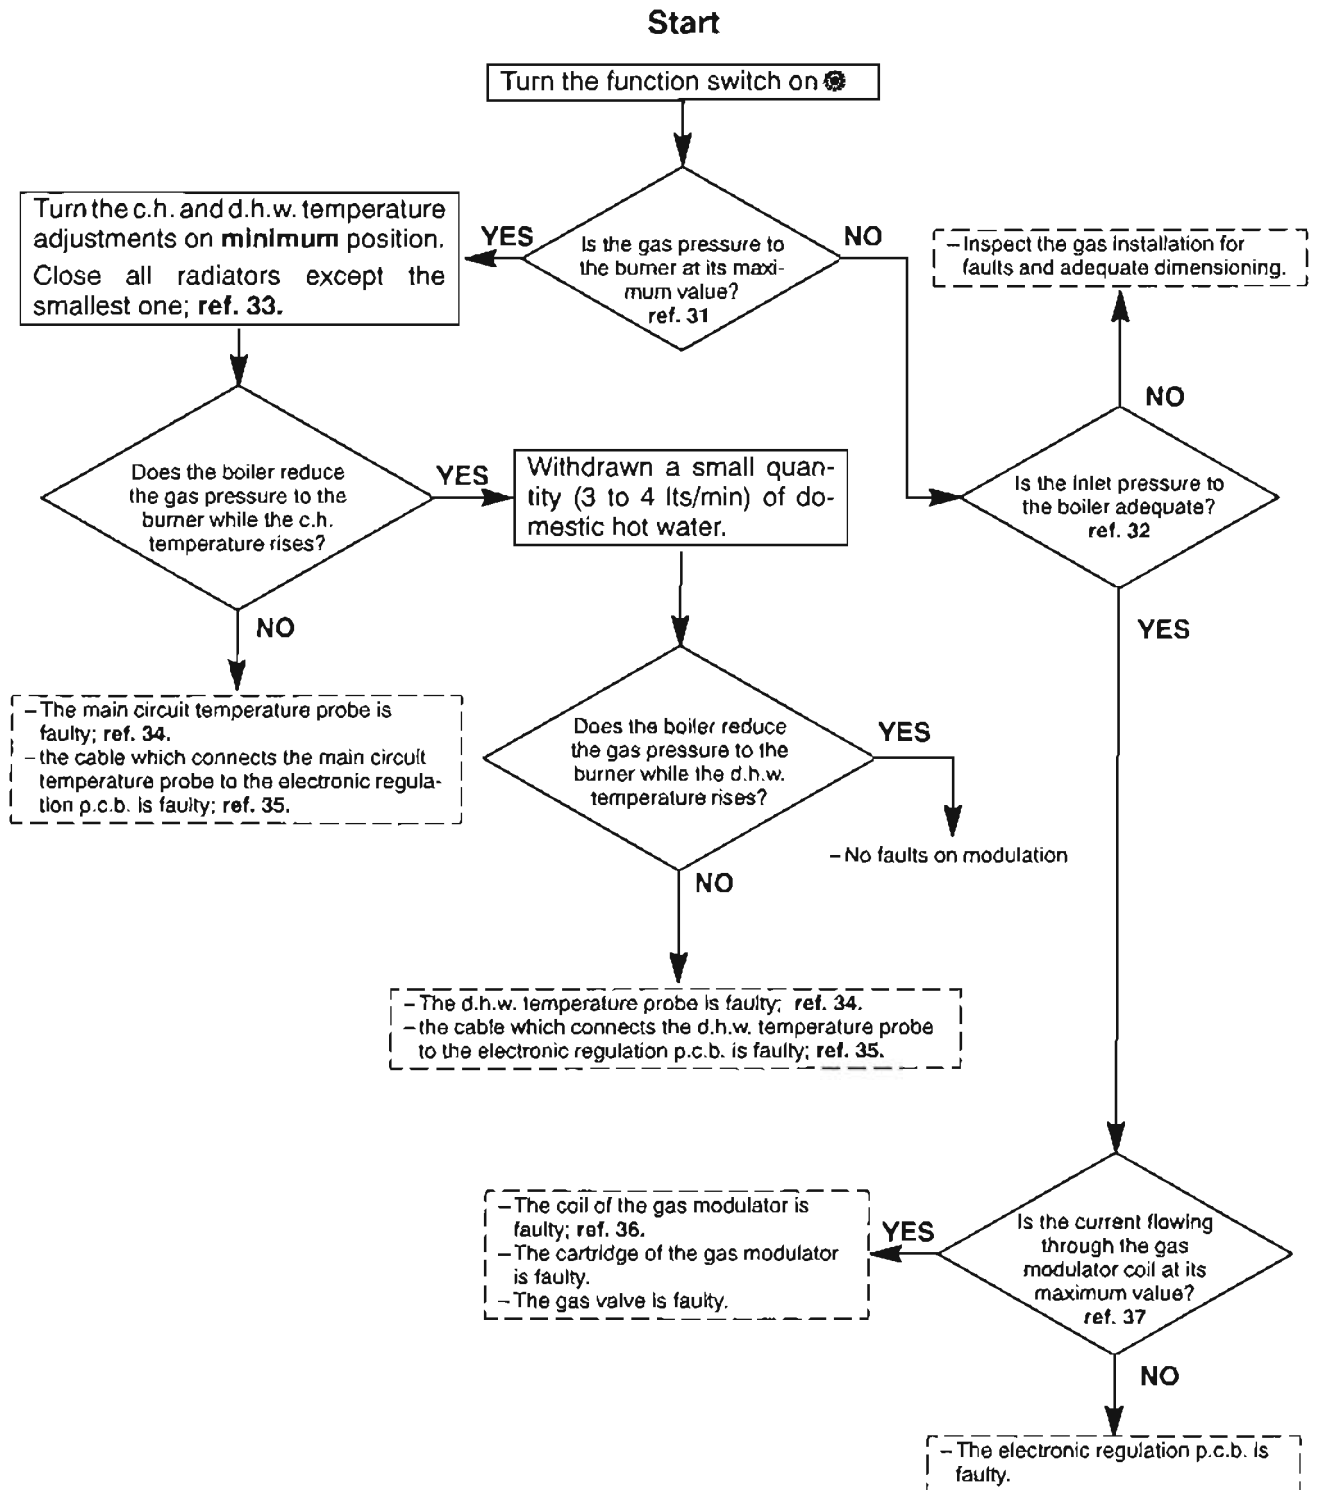 Start
Turn the function switch on
Is the gas pressure to
the burner at its maxi-
mum value?
ref. 31
YES
NO
Turn the c.h. and d.h.w. temperature
adjustments on minimum position.
Close all radiators except the
smallest one; ref. 33.
– Inspect the gas installation for
faults and adequate dimensioning.
NO
Is the inlet pressure to
the boiler adequate?
ref. 32
YES
Does the boiler reduce
the gas pressure to the
burner while the c.h.
temperature rises?
YES
NO
Withdrawn a small quan-
tity (3 to 4 lts/min) of do-
mestic hot water.
– The main circuit temperature probe is
faulty; ref. 34.
– the cable which connects the main circuit
temperature probe to the electronic regula-
tion p.c.b. is faulty; ref. 35.
Does the boiler reduce
the gas pressure to the
burner while the d.h.w.
temperature rises?
YES
– No faults on modulation
NO
– The d.h.w. temperature probe is faulty; ref. 34.
– the cable which connects the d.h.w. temperature probe
to the electronic regulation p.c.b. is faulty; ref. 35.
Is the current flowing
through the gas
modulator coil at its
maximum value?
ref. 37
YES
– The coil of the gas modulator is
faulty; ref. 36.
– The cartridge of the gas modulator
is faulty.
– The gas valve is faulty.
NO
– The electronic regulation p.c.b. is
faulty.